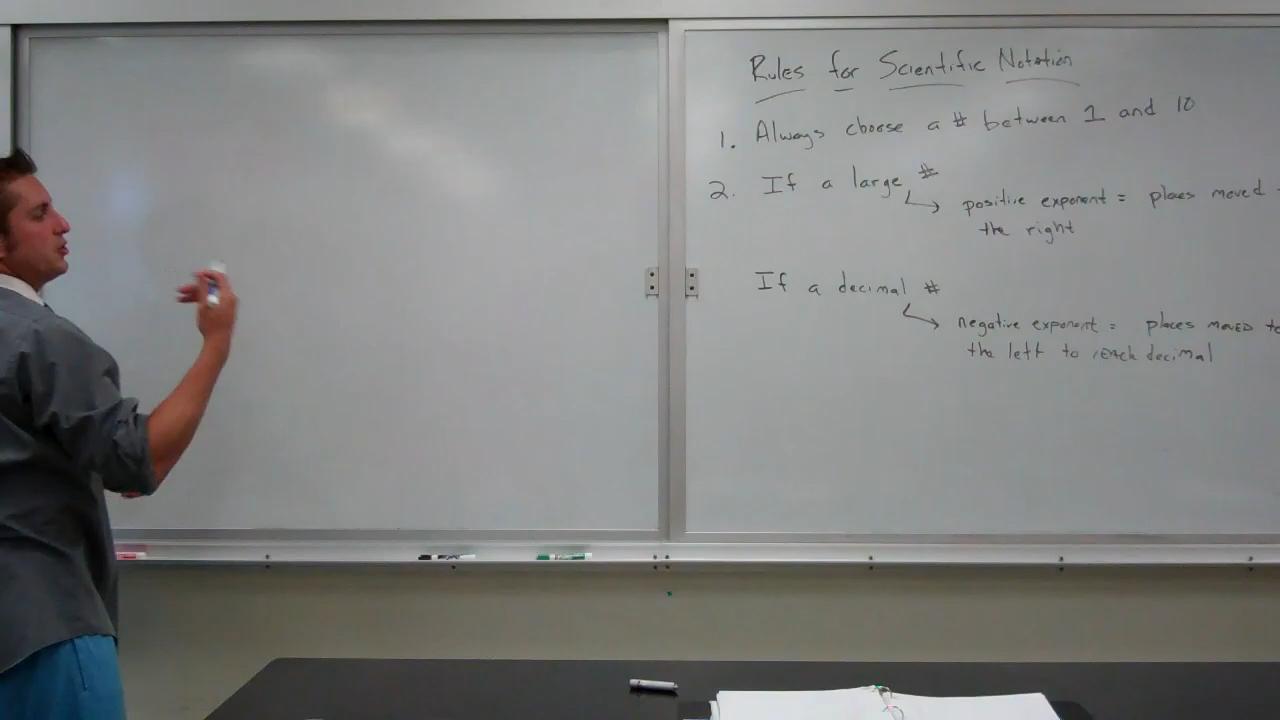 Rules for Scientific Notation
1. Always choose a # between 1 and 10
2. If a large #
positive exponent = places moved
the right
If a decimal #
negative exponent = places moved to
the left to reach decimal